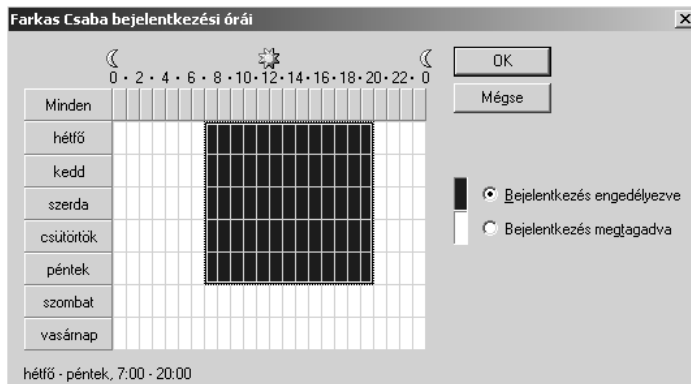 Farkas Csaba bejelentkezési órái
0 · 2 · 4 · 6 · 8 · 10 · 12 · 14 · 16 · 18 · 20 · 22 · 0
OK
Mégse
Minden
hétfő
kedd
szerda
csütörtök
péntek
szombat
vasárnap
Bejelentkezés engedélyezve
Bejelentkezés megtagadva
hétfő - péntek, 7:00 - 20:00